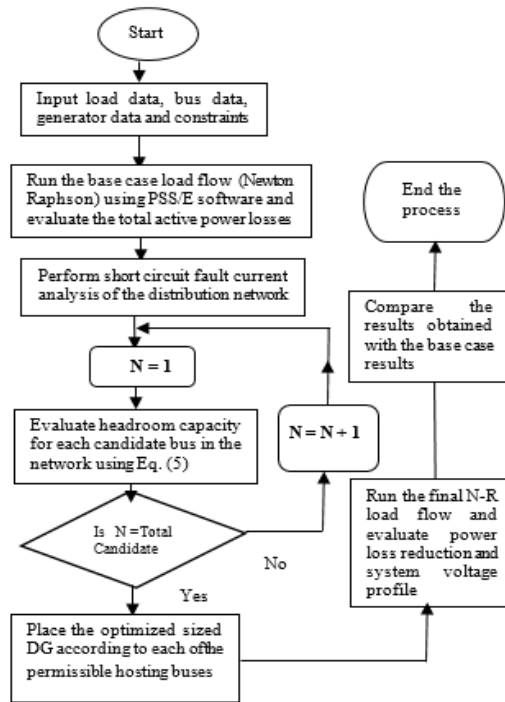 Start
Input load data, bus data,
generator data and constraints
Run the base case load flow (Newton
Raphson) using PSS/E software and
evaluate the total active power losses
Perform short circuit fault current
analysis of the distribution network
N = 1
Evaluate headroom capacity
for each candidate bus in the
network using Eq. (5)
Is N =Total
Candidate
No
Yes
N = N + 1
Place the optimized sized
DG according to each ofthe
permissible hosting buses
Run the final N-R
load flow and
evaluate power
loss reduction and
system voltage
profile
Compare the
results obtained
with the base case
results
End the
process